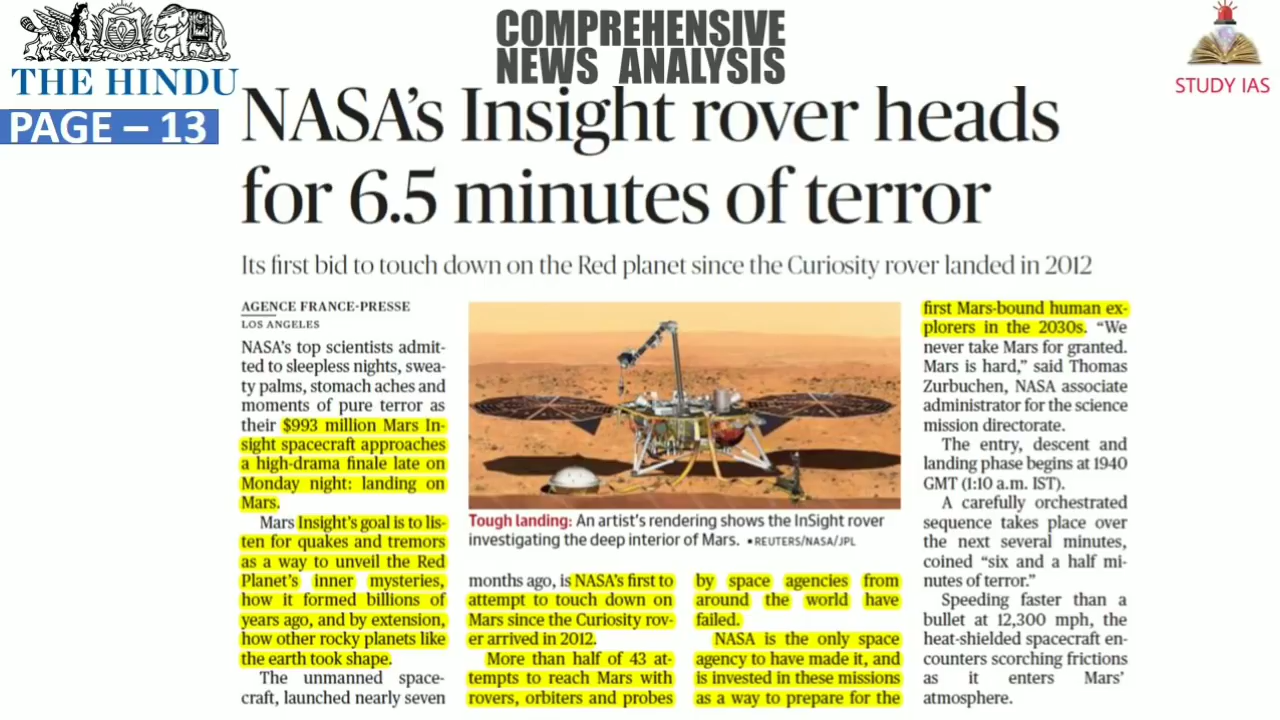 THE HINDU
PAGE – 13
COMPREHENSIVE
NEWS ANALYSIS
STUDY IAS
NASA's Insight rover heads
for 6.5 minutes of terror
Its first bid to touch down on the Red planet since the Curiosity rover landed in 2012
AGENCE FRANCE-PRESSE
LOS ANGELES
NASA's top scientists admit-
ted to sleepless nights, swea-
ty palms, stomach aches and
moments of pure terror as
their $993 million Mars In-
sight spacecraft approaches
a high-drama finale late on
Monday night: landing on
Mars.
Mars Insight's goal is to lis-
ten for quakes and tremors
as a way to unveil the Red
Planet's inner mysteries,
how it formed billions of
years ago, and by extension,
how other rocky planets like
the earth took shape.
The unmanned space-
craft, launched nearly seven
Tough landing: An artist's rendering shows the InSight rover
investigating the deep interior of Mars. •REUTERS/NASA/JPL
months ago, is NASA's first to
attempt to touch down on
Mars since the Curiosity rov-
er arrived in 2012.
More than half of 43 at-
tempts to reach Mars with
rovers, orbiters and probes
by space agencies from
around the world have
failed.
NASA is the only space
agency to have made it, and
is invested in these missions
as a way to prepare for the
first Mars-bound human ex-
plorers in the 2030s. “We
never take Mars for granted.
Mars is hard,” said Thomas
Zurbuchen, NASA associate
administrator for the science
mission directorate.
The entry, descent and
landing phase begins at 1940
GMT (1:10 a.m. IST).
A carefully orchestrated
sequence takes place over
the next several minutes,
coined “six and a half mi-
nutes of terror.”
Speeding faster than a
bullet at 12,300 mph, the
heat-shielded spacecraft en-
counters scorching frictions
as it enters Mars'
atmosphere.